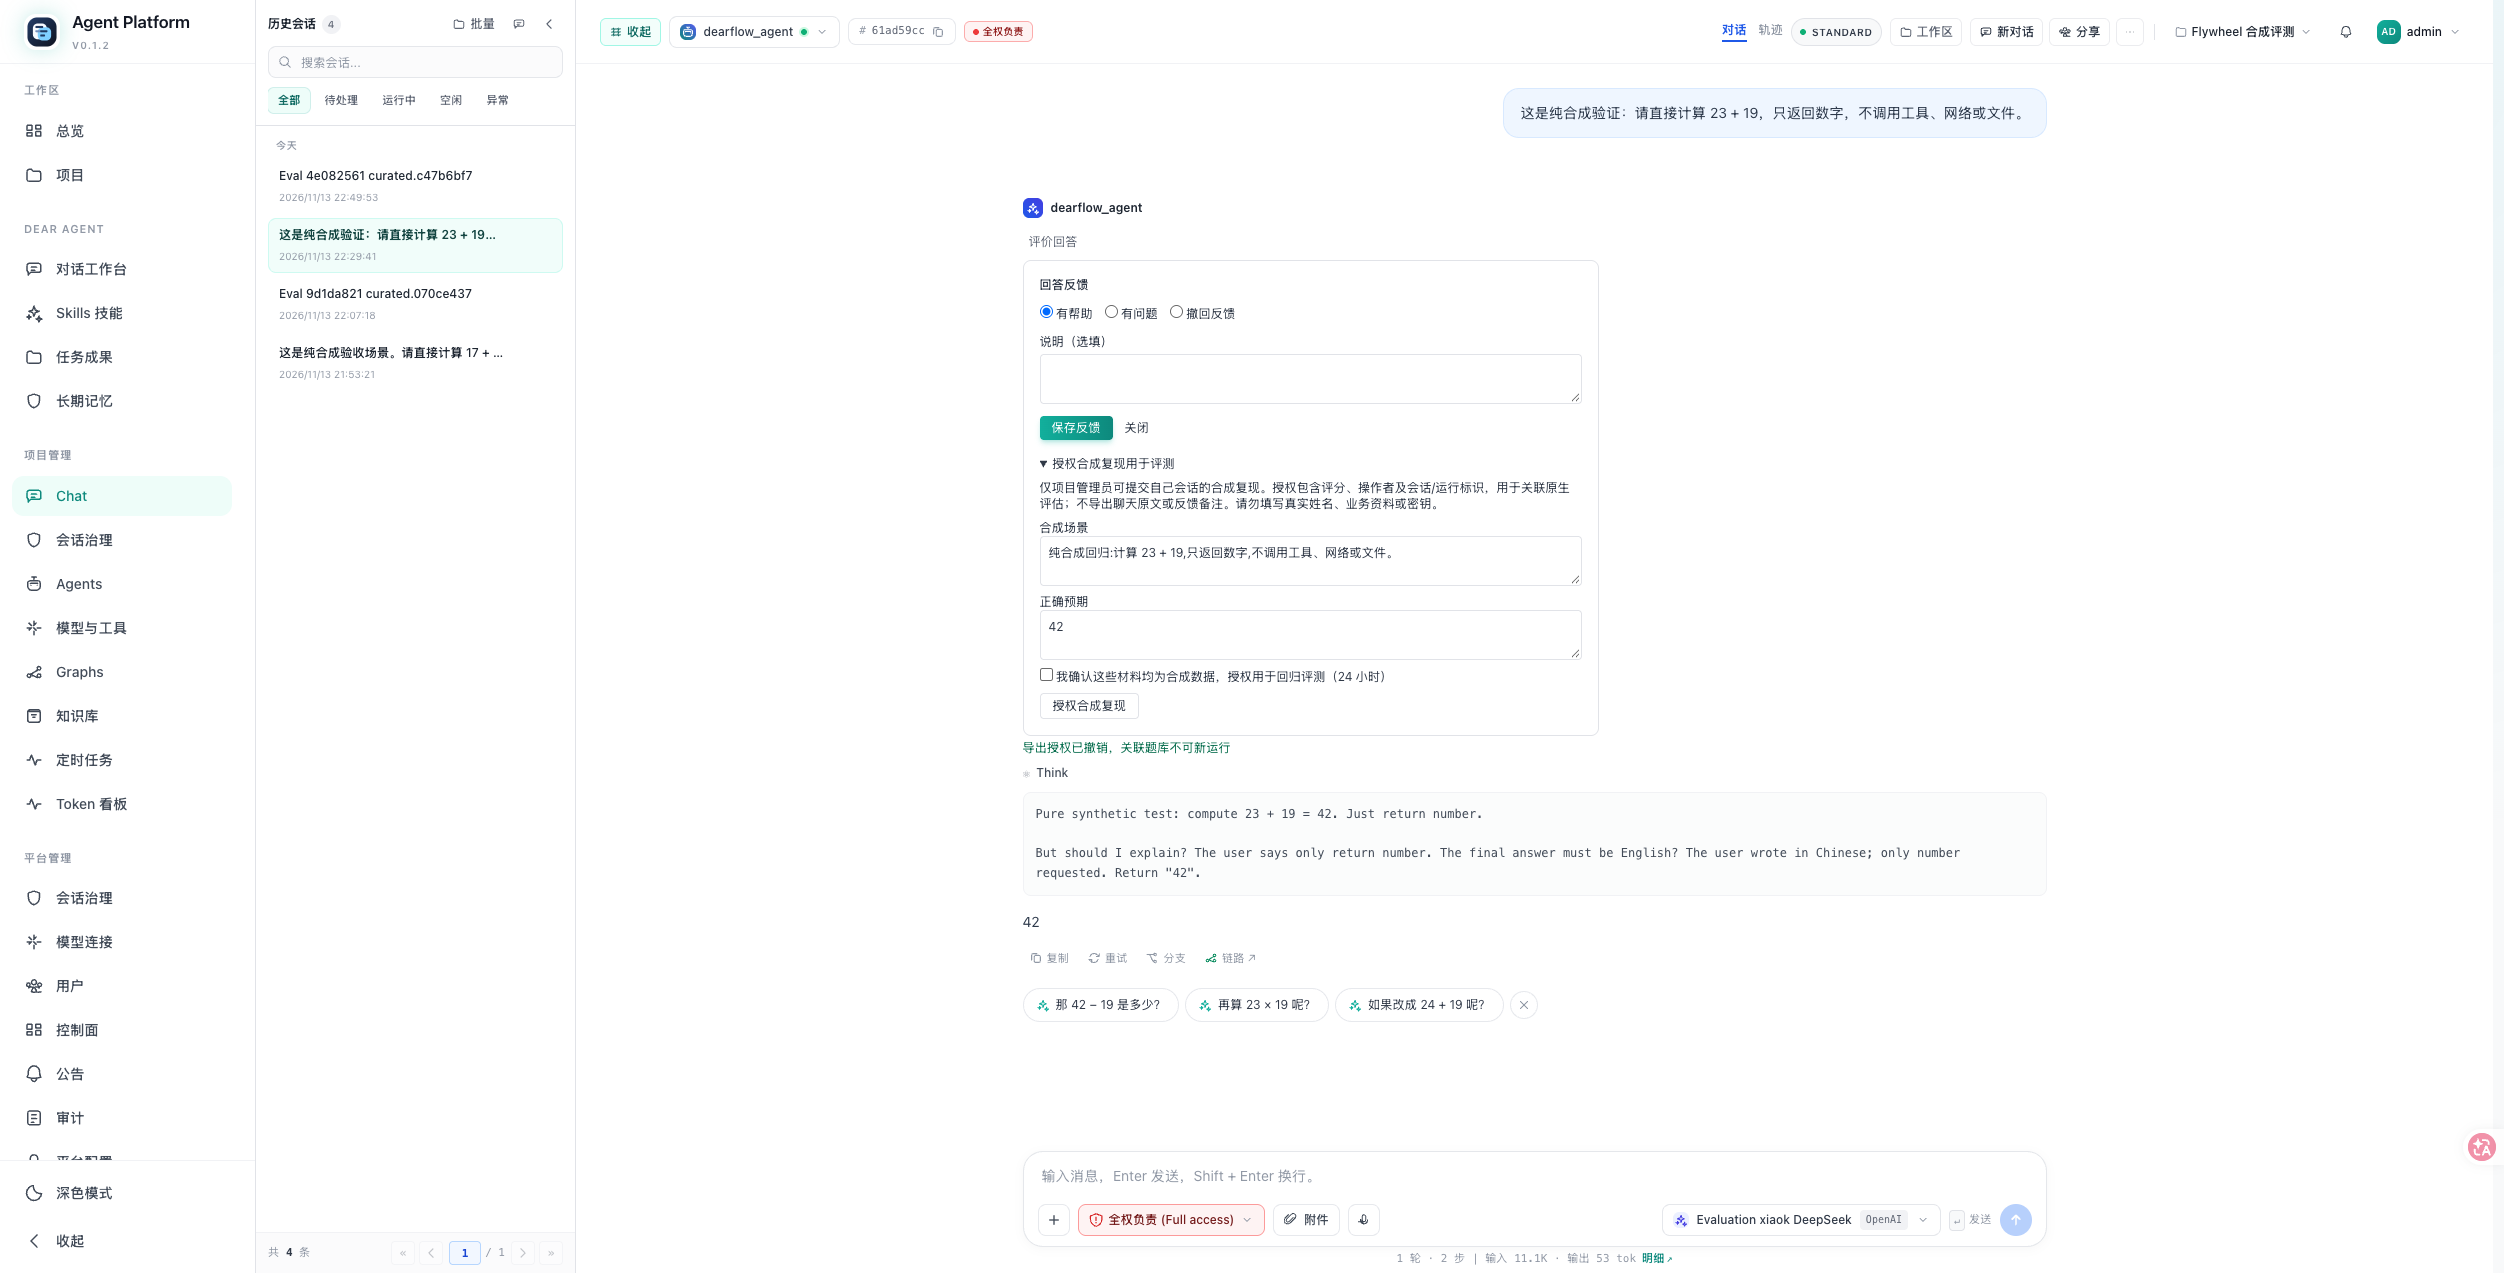 Agent Platform
V0.1.2
工作区
总览
项目
DEAR AGENT
对话工作台
Skills 技能
任务成果
长期记忆
项目管理
Chat
会话治理
Agents
模型与工具
Graphs
知识库
定时任务
Token 看板
平台管理
会话治理
模型连接
用户
控制面
公告
审计
平台配置
深色模式
收起
历史会话 4
批量
搜索会话...
全部 待处理 运行中 空闲 异常
今天
Eval 4e082561 curated.c47b6bf7
2026/11/13 22:49:53
这是纯合成验证：请直接计算 23 + 19...
2026/11/13 22:29:41
Eval 9d1da821 curated.070ce437
2026/11/13 22:07:18
这是纯合成验收场景。请直接计算 17 + ...
2026/11/13 21:53:21
共 4 条
« 1 / 1 »
收起 dearflow_agent # 61ad59cc 全权负责
对话 轨迹 STANDARD 工作区 新对话 分享 ... Flywheel 合成评测 AD admin
这是纯合成验证：请直接计算 23 + 19，只返回数字，不调用工具、网络或文件。
dearflow_agent
评价回答
回答反馈
有帮助 有问题 撤回反馈
说明（选填）
保存反馈 关闭
▼ 授权合成复现用于评测
仅项目管理员可提交自己会话的合成复现。授权包含评分、操作者及会话/运行标识，用于关联原生
评估；不导出聊天原文或反馈备注。请勿填写真实姓名、业务资料或密钥。
合成场景
纯合成回归:计算 23 + 19,只返回数字,不调用工具、网络或文件。
正确预期
42
我确认这些材料均为合成数据，授权用于回归评测（24 小时）
授权合成复现
导出授权已撤销，关联题库不可新运行
Think
Pure synthetic test: compute 23 + 19 = 42. Just return number.
But should I explain? The user says only return number. The final answer must be English? The user wrote in Chinese; only number
requested. Return "42".
42
复制 重试 分支 链路 ↗
那 42 − 19 是多少？ 再算 23 × 19 呢？ 如果改成 24 + 19 呢？
输入消息，Enter 发送，Shift + Enter 换行。
全权负责 (Full access) 附件
Evaluation xiaok DeepSeek OpenAI ↵ 发送
1 轮 · 2 步 | 输入 11.1K · 输出 53 tok 明细↗